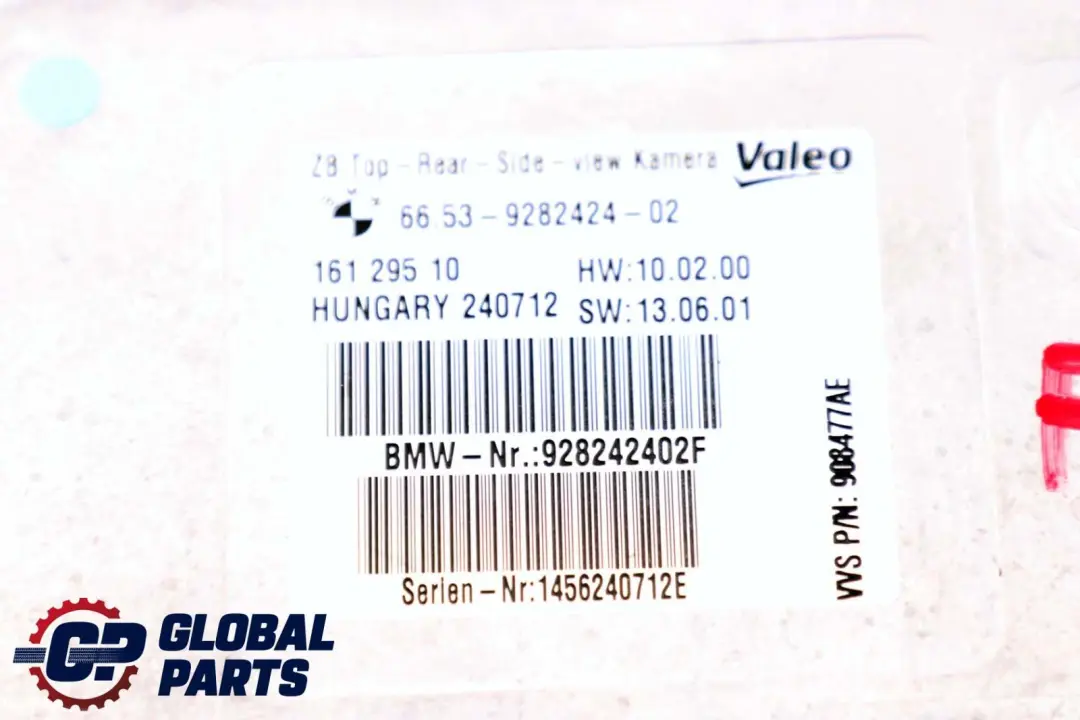 ZB Top - Rear - Side - view Kamera
Valeo
66.53 - 9282424 - 02
161 295 10 HW:10.02.00
HUNGARY 240712 SW:13.06.01
BMW - Nr.:928242402F
Serien - Nr:1456240712E
VVS P/N: 908477AE
GP GLOBAL
PARTS